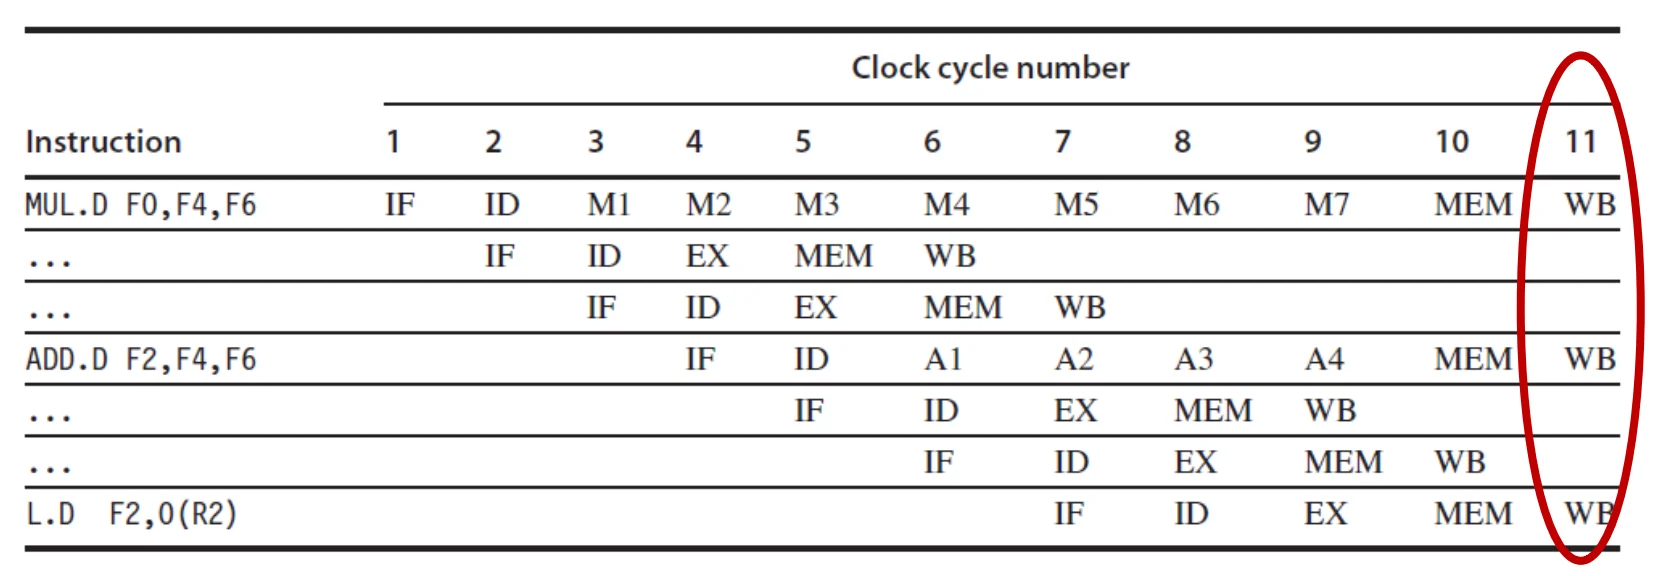 Clock cycle number
Instruction 1 2 3 4 5 6 7 8 9 10 11
MUL.D F0,F4,F6 IF ID M1 M2 M3 M4 M5 M6 M7 MEM WB
... IF ID EX MEM WB
... IF ID EX MEM WB
ADD.D F2,F4,F6 IF ID A1 A2 A3 A4 MEM WB
... IF ID EX MEM WB
... IF ID EX MEM WB
L.D F2,0(R2) IF ID EX MEM WB